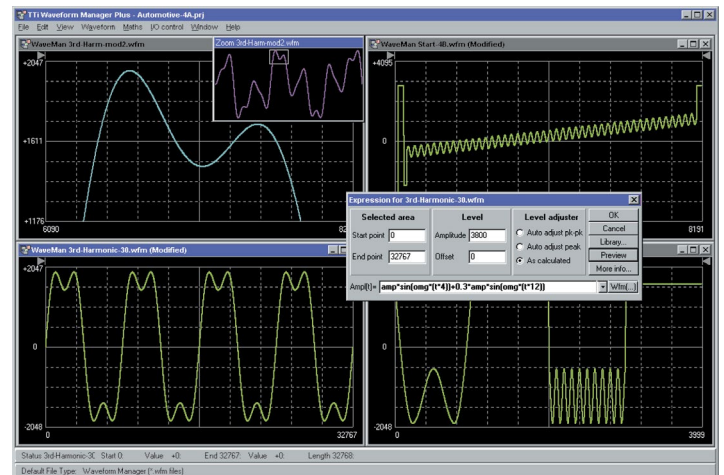 TTi Waveform Manager Plus - Automotive-4A.prj
File Edit View Waveform Maths I/O control Window Help
WaveMan 3rd-Harm-mod2.wfm
Zoom 3rd-Harm-mod2.wfm
+2047
+1611
+1176
6090
WaveMan Start-4B.wfm (Modified)
+4095
0
8191
Expression for 3rd-Harmonic-30.wfm
Selected area
Start point 0
End point 32767
Level
Amplitude 3800
Offset 0
Level adjuster
Auto adjust pk-pk
Auto adjust peak
As calculated
OK
Cancel
Library...
Preview
More info...
Ampl[t]= amp*sin(omg*(t*4))+0.3*amp*sin(omg*(t*12)) Wfm(...)
WaveMan 3rd-Harmonic-30.wfm (Modified)
+2047
0
-2048
0
32767
-2048
0
3999
Status 3rd-Harmonic-3( Start 0: Value +0: End 32767: Value +0: Length 32768:
Default File Type: Waveform Manager (*.wfm files)